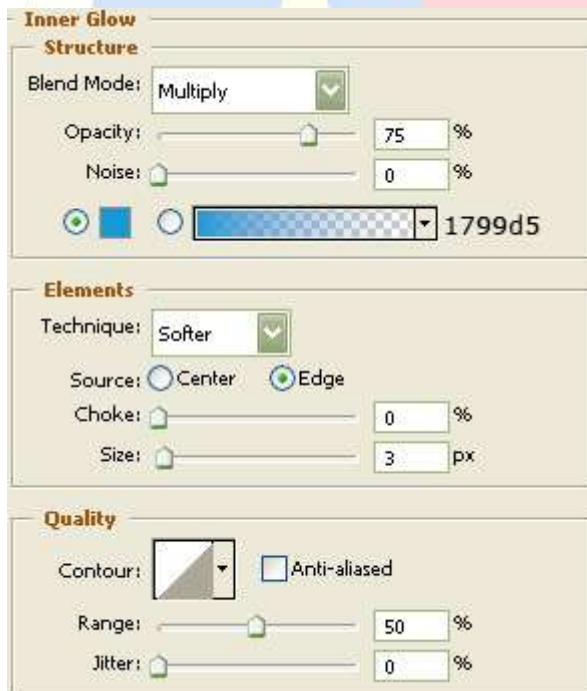 Inner Glow
Structure
Blend Mode: Multiply
Opacity: 75 %
Noise: 0 %
1799d5
Elements
Technique: Softer
Source: Center Edge
Choke: 0 %
Size: 3 px
Quality
Contour: Anti-aliased
Range: 50 %
Jitter: 0 %